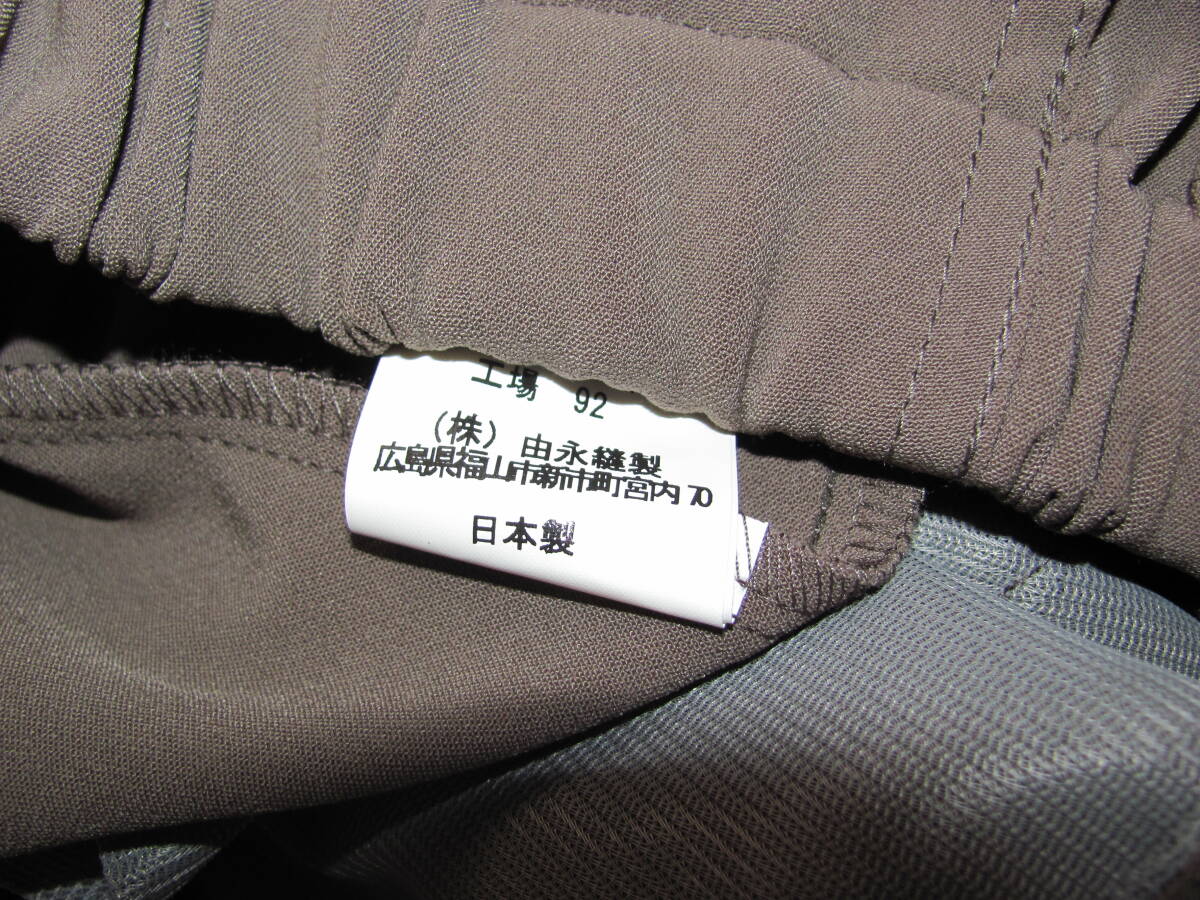 工場 92
(株) 由永縫製
広島県福山市新市町宮内70
日本製